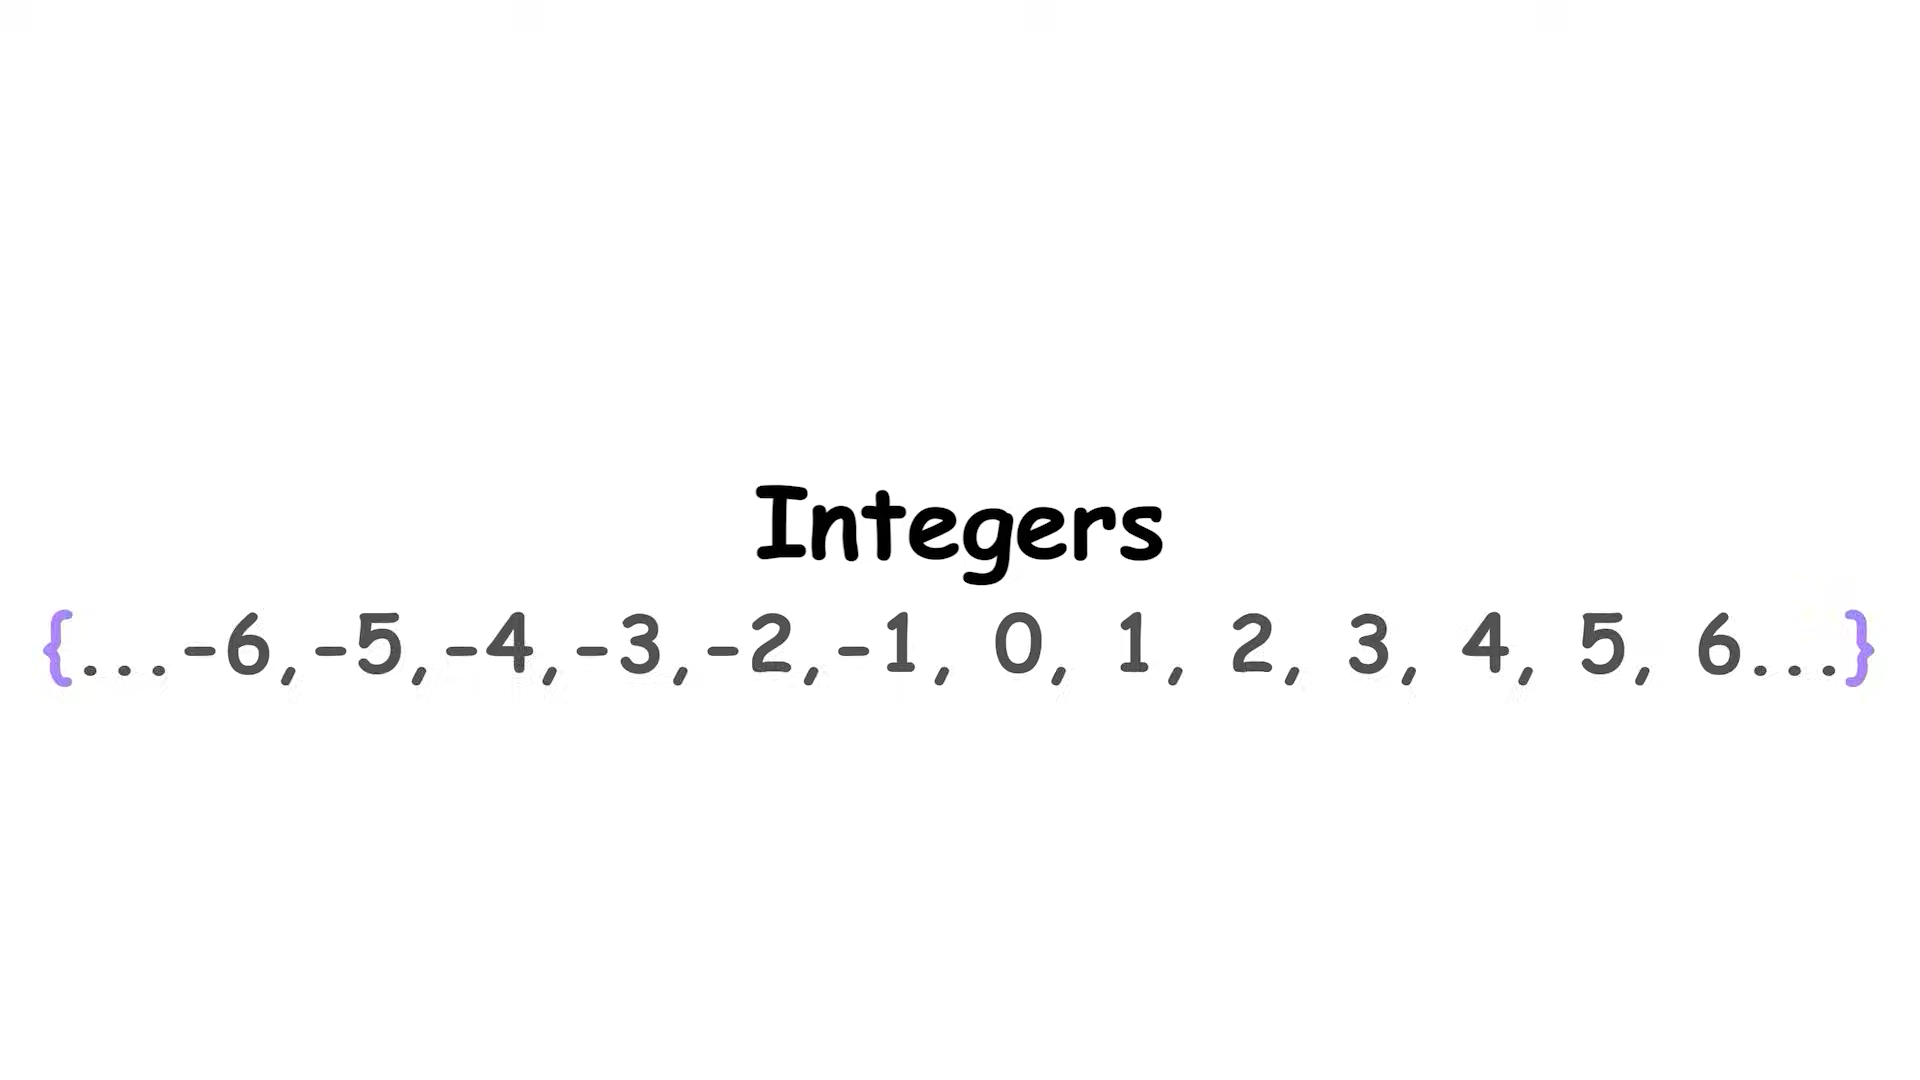 Integers
{...-6,-5,-4,-3,-2,-1, 0, 1, 2, 3, 4, 5, 6...}